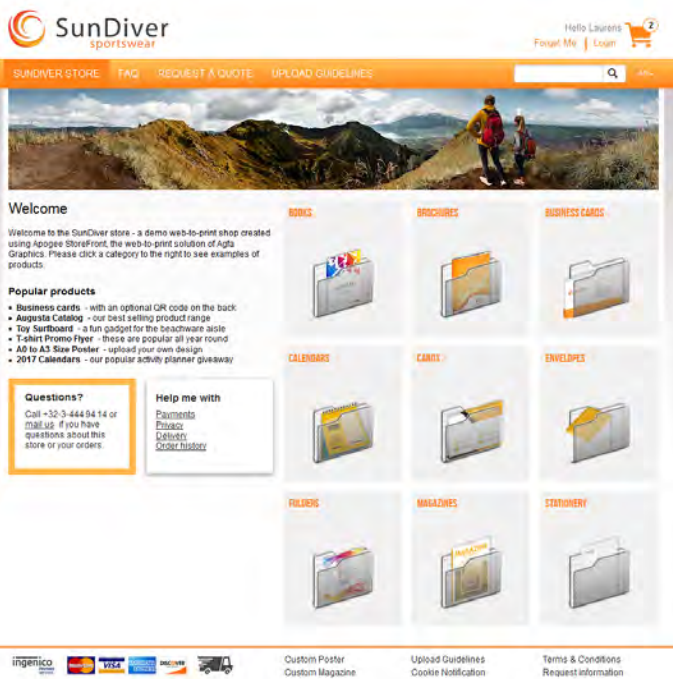 SunDiver
sportswear
Hello Laurens
2
Forget Me | Login
SUNDIVER STORE
FAQ
REQUEST A QUOTE
UPLOAD GUIDELINES
Welcome
Welcome to the SunDiver store - a demo web-to-print shop created
using Apogee StoreFront, the web-to-print solution of Agfa
Graphics. Please click a category to the right to see examples of
products.
Popular products
Business cards - with an optional QR code on the back
Augusta Catalog - our best selling product range
Toy Surfboard - a fun gadget for the beachware aisle
T-shirt Promo Flyer - these are popular all year round
A0 to A3 Size Poster - upload your own design
2017 Calendars - our popular activity planner giveaway
Questions?
Call +32-3-444 94 14 or
mail us if you have
questions about this
store or your orders.
Help me with
Payments
Privacy
Delivery
Order history
BOOKS
BROCHURES
BUSINESS CARDS
CALENDARS
CARDS
ENVELOPES
FOLDERS
MAGAZINES
STATIONERY
ingenico
VISA
DISCOVER
Custom Poster
Custom Magazine
Upload Guidelines
Cookie Notification
Terms & Conditions
Request information